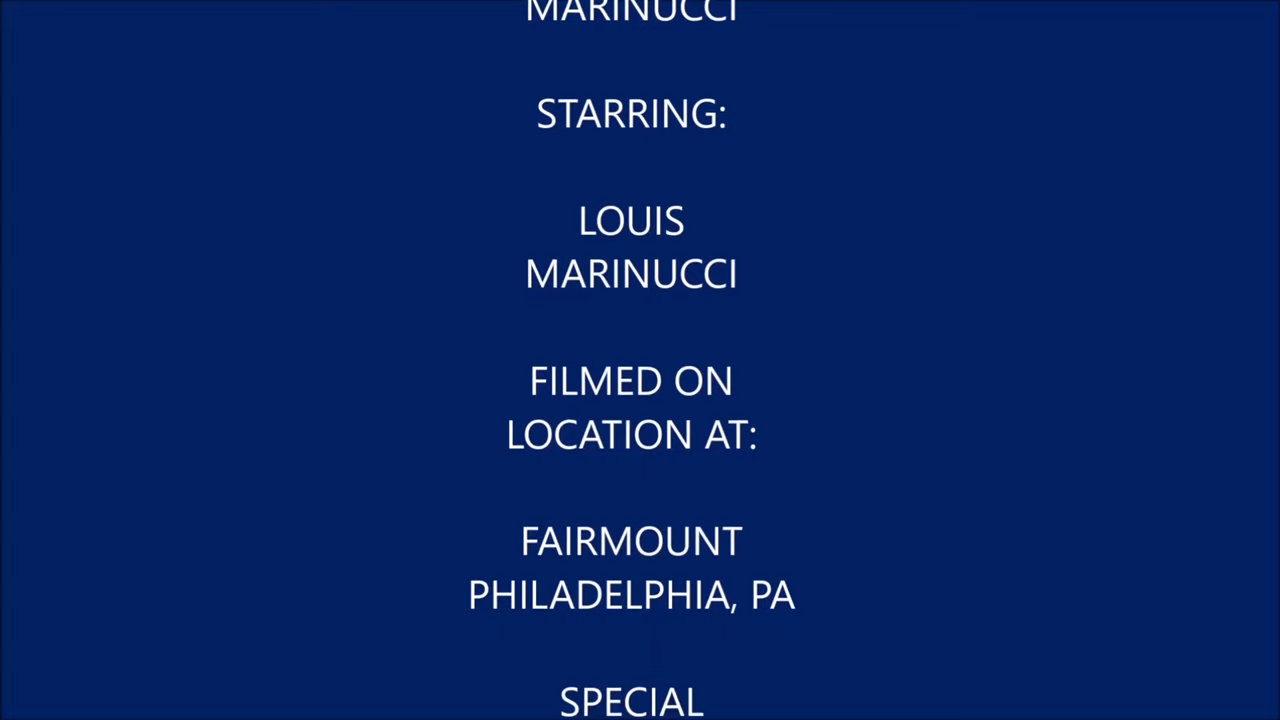 MARINUCCI
STARRING:
LOUIS
MARINUCCI
FILMED ON
LOCATION AT:
FAIRMOUNT
PHILADELPHIA, PA
SPECIAL